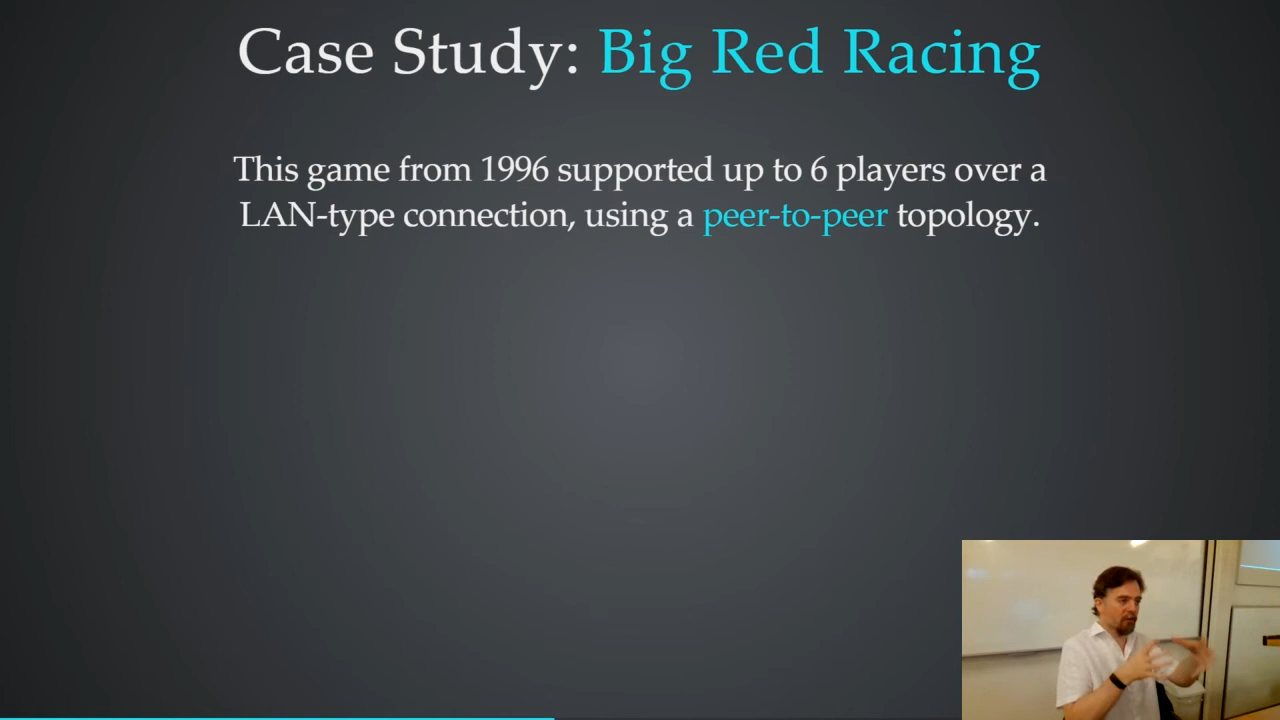 Case Study: Big Red Racing
This game from 1996 supported up to 6 players over a
LAN-type connection, using a peer-to-peer topology.